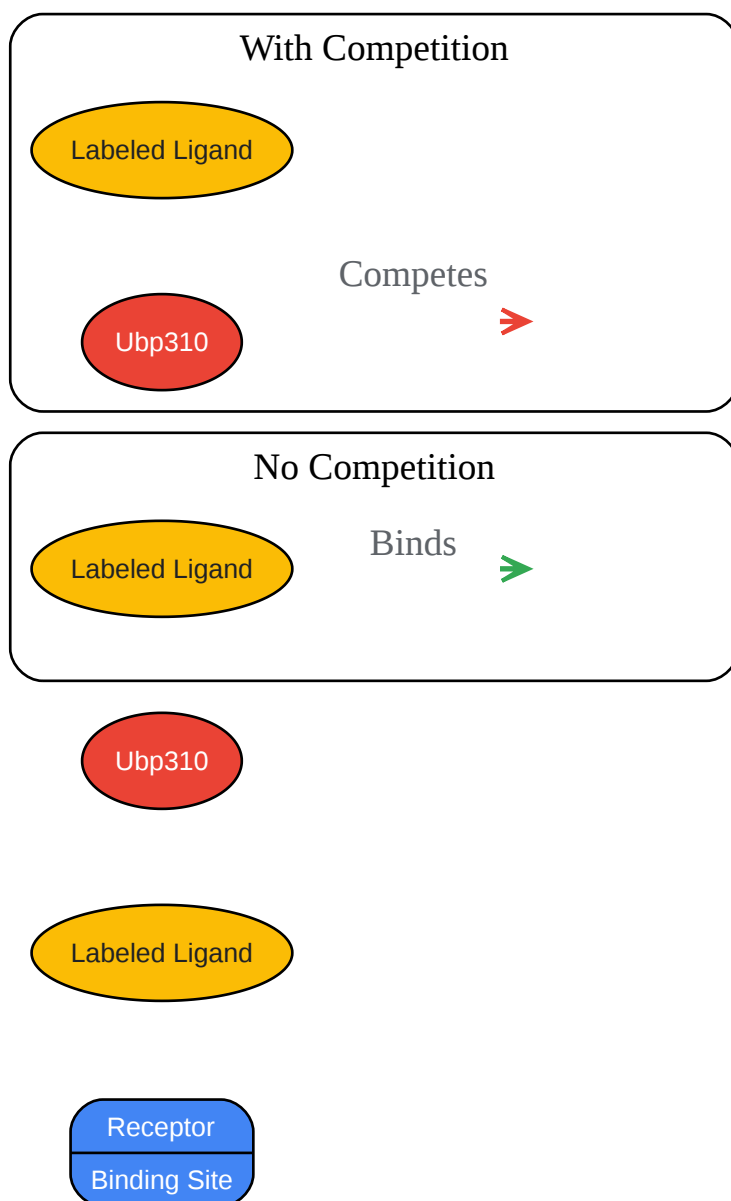 With Competition
Labeled Ligand
Competes
Ubp310
No Competition
Binds
Labeled Ligand
Ubp310
Labeled Ligand
Receptor
Binding Site